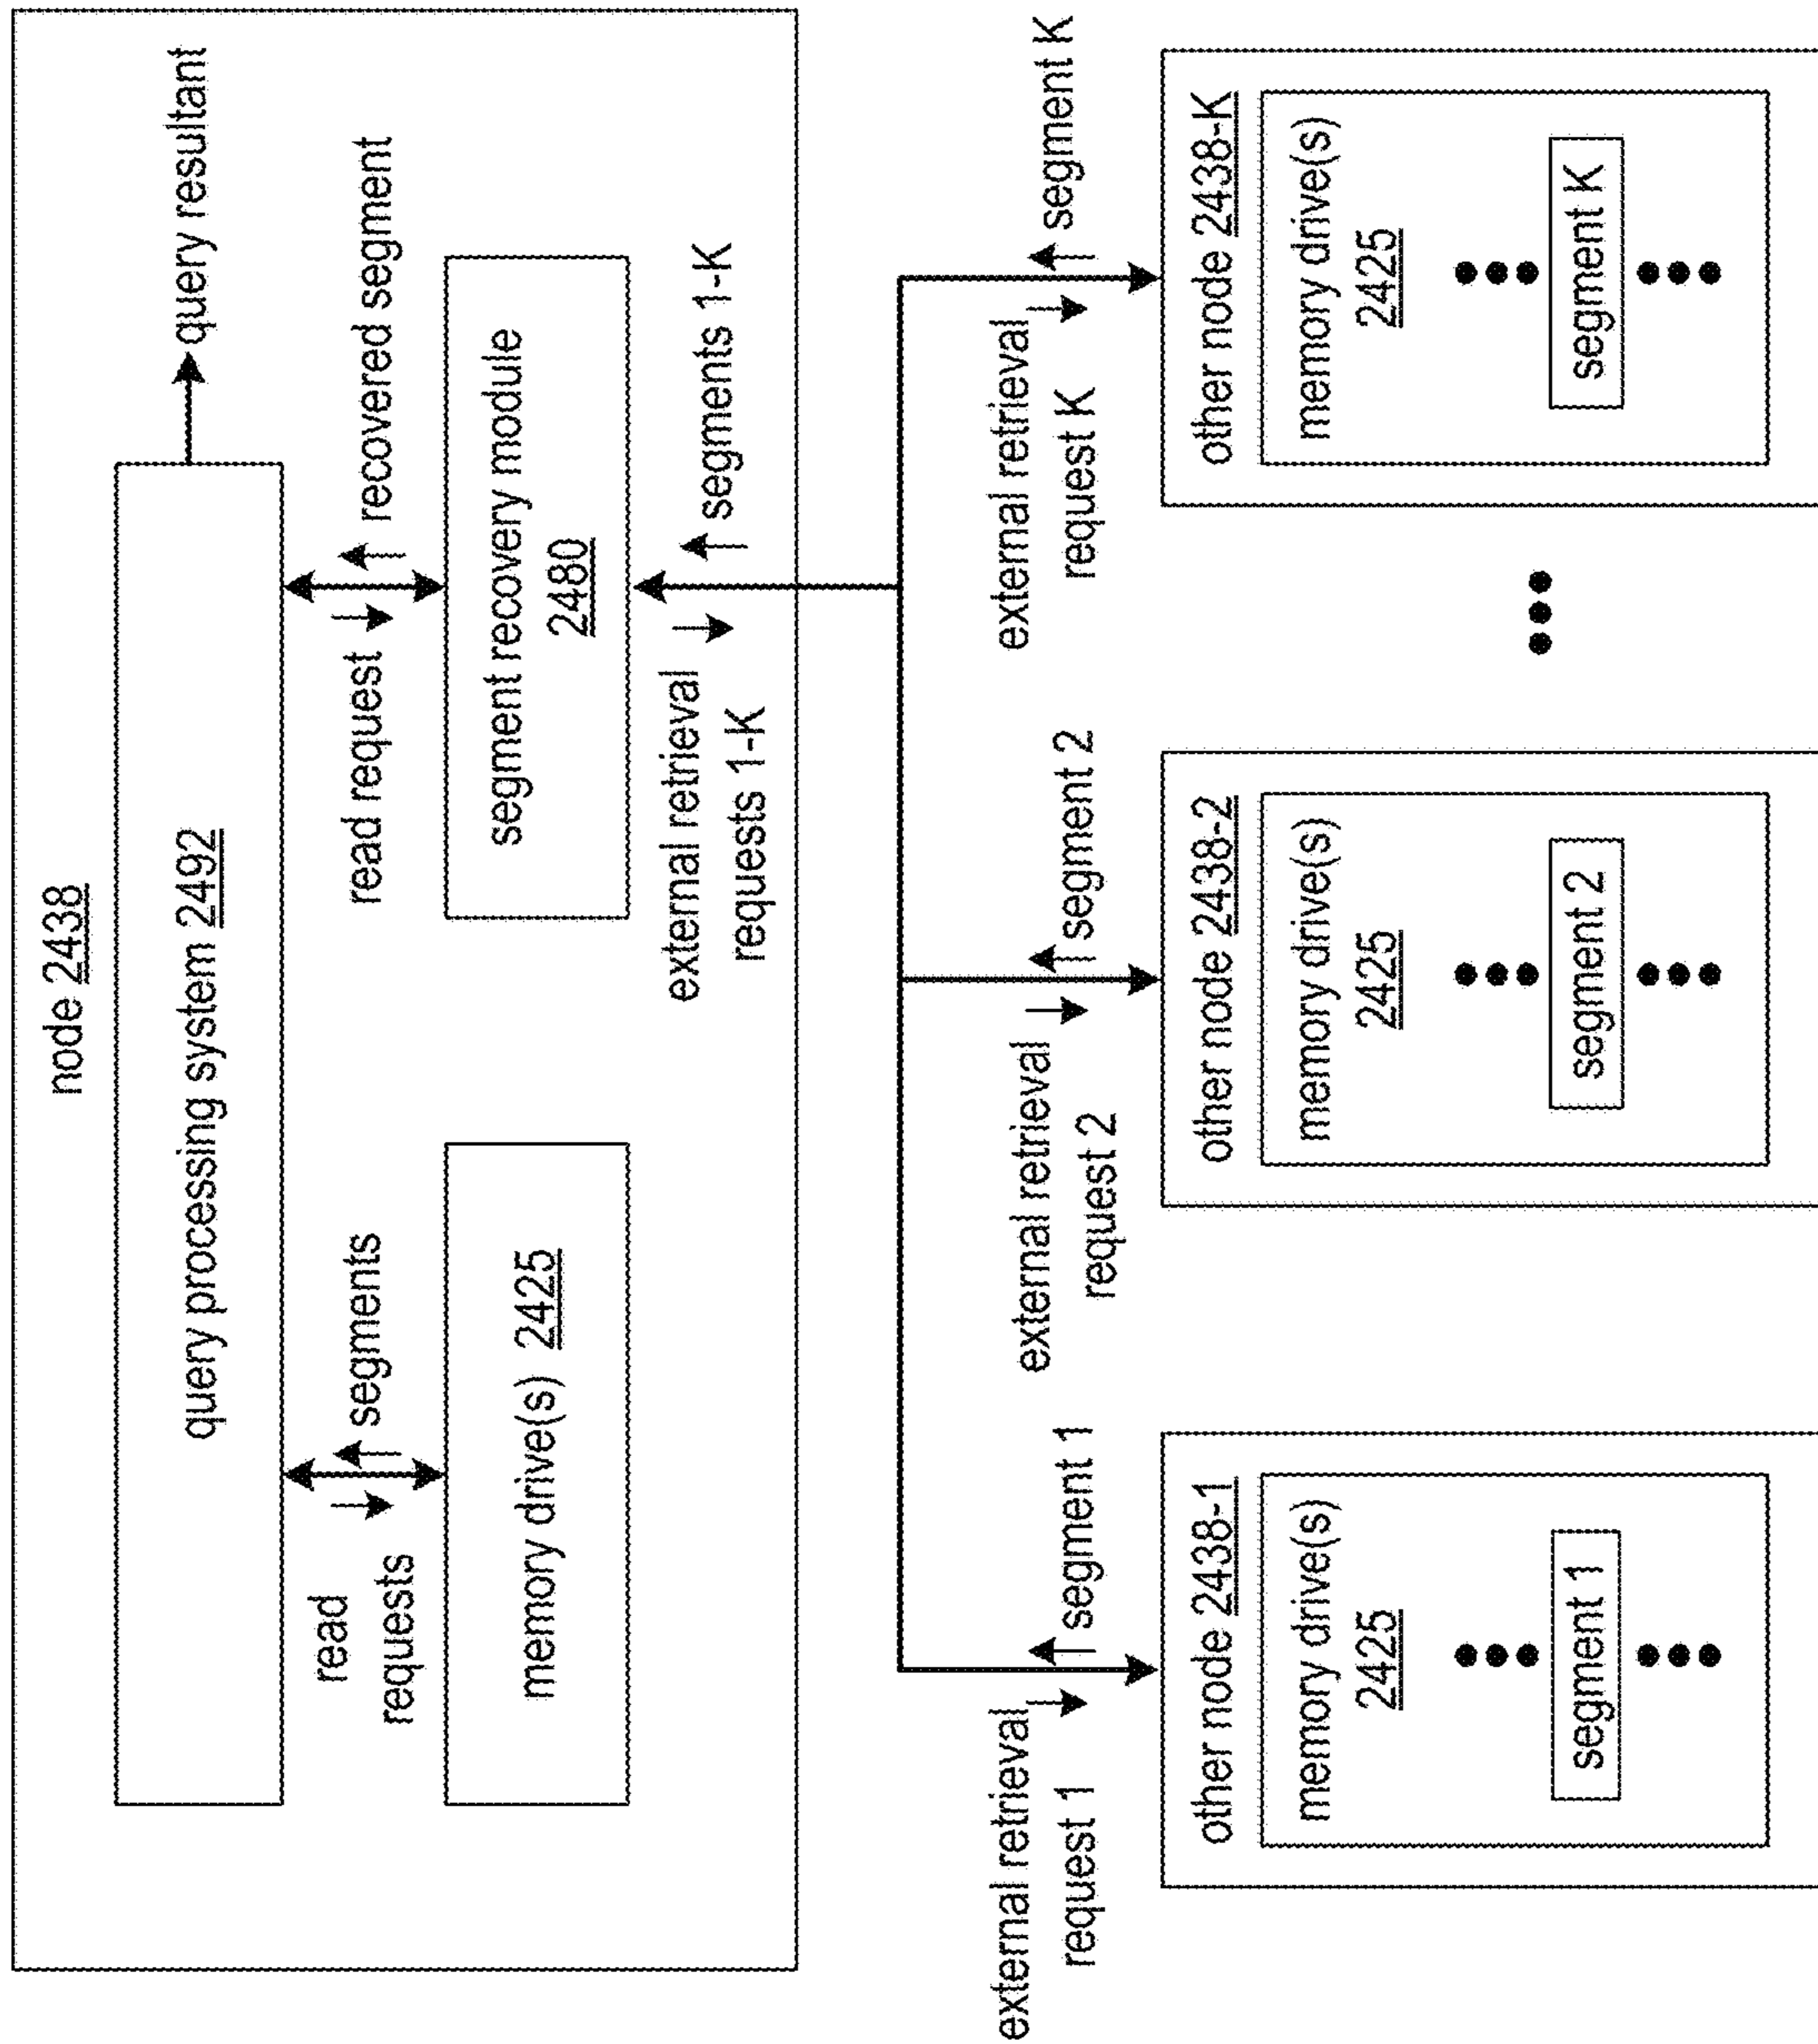 node 2438
query processing system 2492
query resultant
read
requests
segments
read request
recovered segment
memory drive(s) 2425
segment recovery module
2480
external retrieval
requests 1-K
segments 1-K
external retrieval
request 1
segment 1
external retrieval
request 2
segment 2
external retrieval
request K
segment K
other node 2438-1
memory drive(s)
2425
segment 1
other node 2438-2
memory drive(s)
2425
segment 2
other node 2438-K
memory drive(s)
2425
segment K